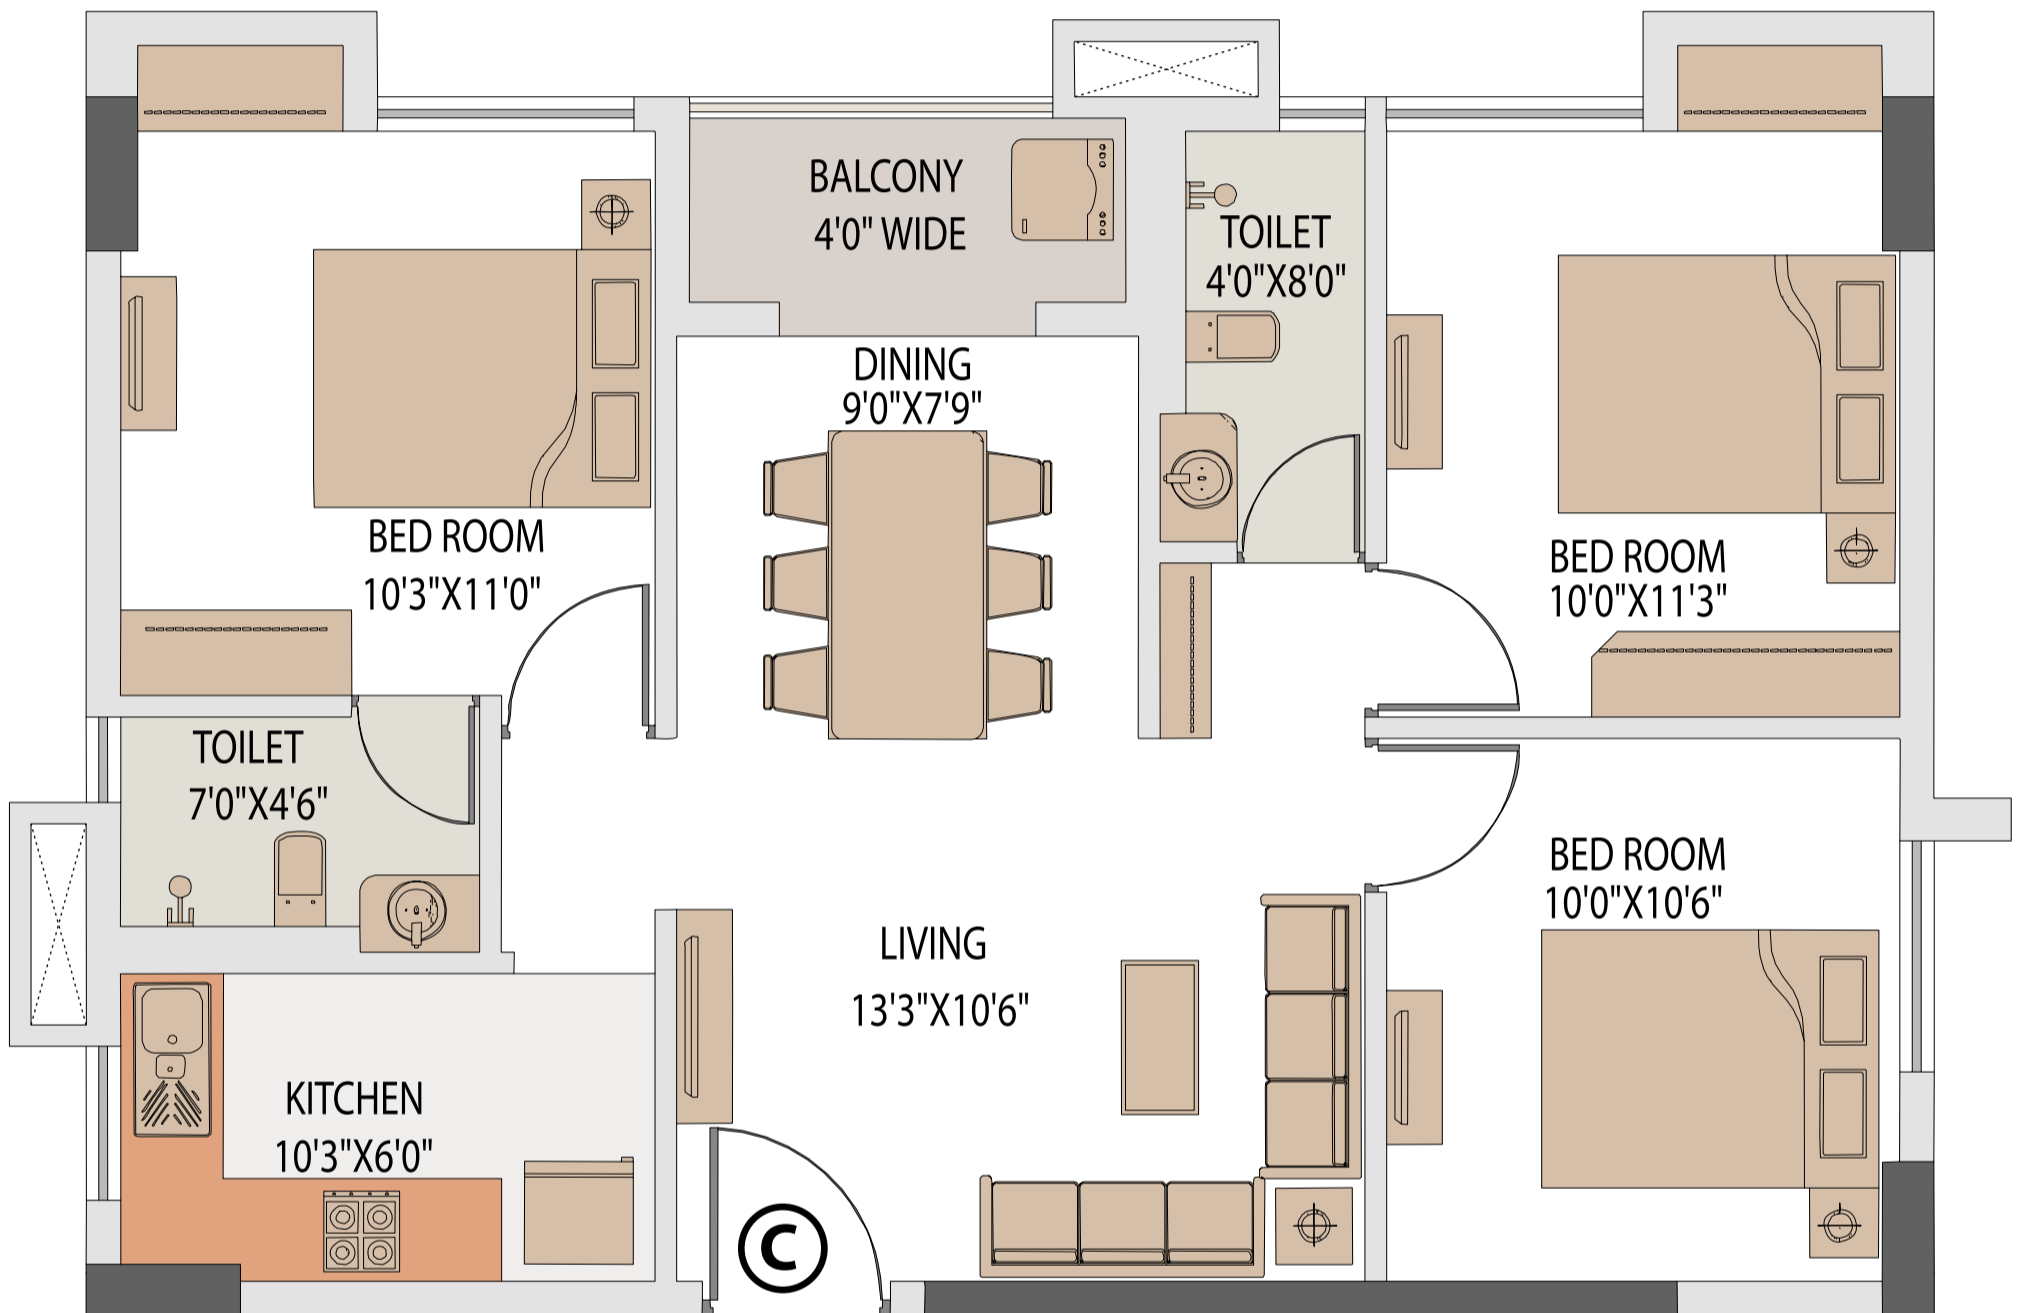 BALCONY
4'0" WIDE
TOILET
4'0"X8'0"
DINING
9'0"X7'9"
BED ROOM
10'3"X11'0"
BED ROOM
10'0"X11'3"
TOILET
7'0"X4'6"
BED ROOM
10'0"X10'6"
LIVING
13'3"X10'6"
KITCHEN
10'3"X6'0"
C